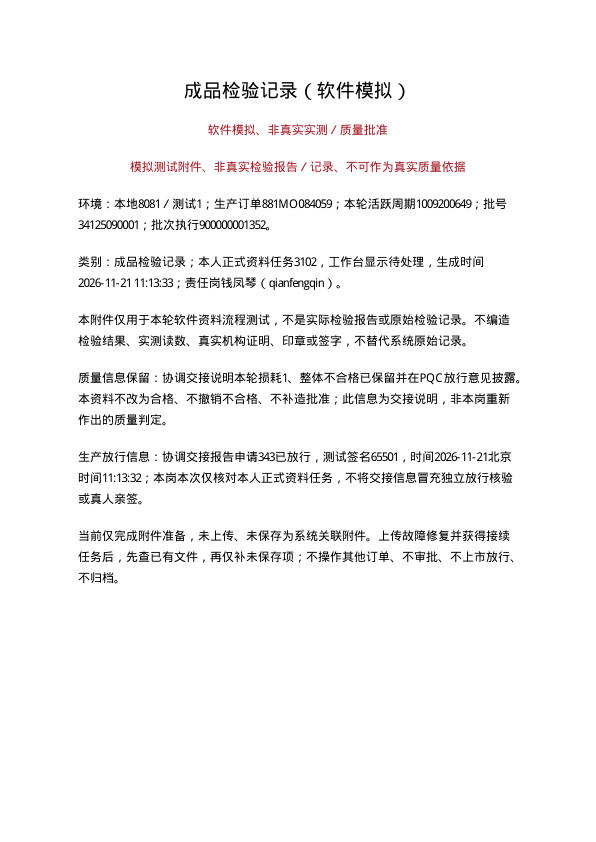 成品检验记录（软件模拟）
软件模拟、非真实实测 / 质量批准
模拟测试附件、非真实检验报告 / 记录、不可作为真实质量依据
环境：本地8081 / 测试1；生产订单881MO084059；本轮活跃周期1009200649；批号
34125090001；批次执行900000001352。
类别：成品检验记录；本人正式资料任务3102，工作台显示待处理，生成时间
2026-11-21 11:13:33；责任岗钱凤琴（qianfengqin）。
本附件仅用于本轮软件资料流程测试，不是实际检验报告或原始检验记录。不编造
检验结果、实测读数、真实机构证明、印章或签字，不替代系统原始记录。
质量信息保留：协调交接说明本轮损耗1、整体不合格已保留并在PQC放行意见披露。
本资料不改为合格、不撤销不合格、不补造批准；此信息为交接说明，非本岗重新
作出的质量判定。
生产放行信息：协调交接报告申请343已放行，测试签名65501，时间2026-11-21北京
时间11:13:32；本岗本次仅核对本人正式资料任务，不将交接信息冒充独立放行核验
或真人亲签。
当前仅完成附件准备，未上传、未保存为系统关联附件。上传故障修复并获得接续
任务后，先查已有文件，再仅补未保存项；不操作其他订单、不审批、不上市放行、
不归档。